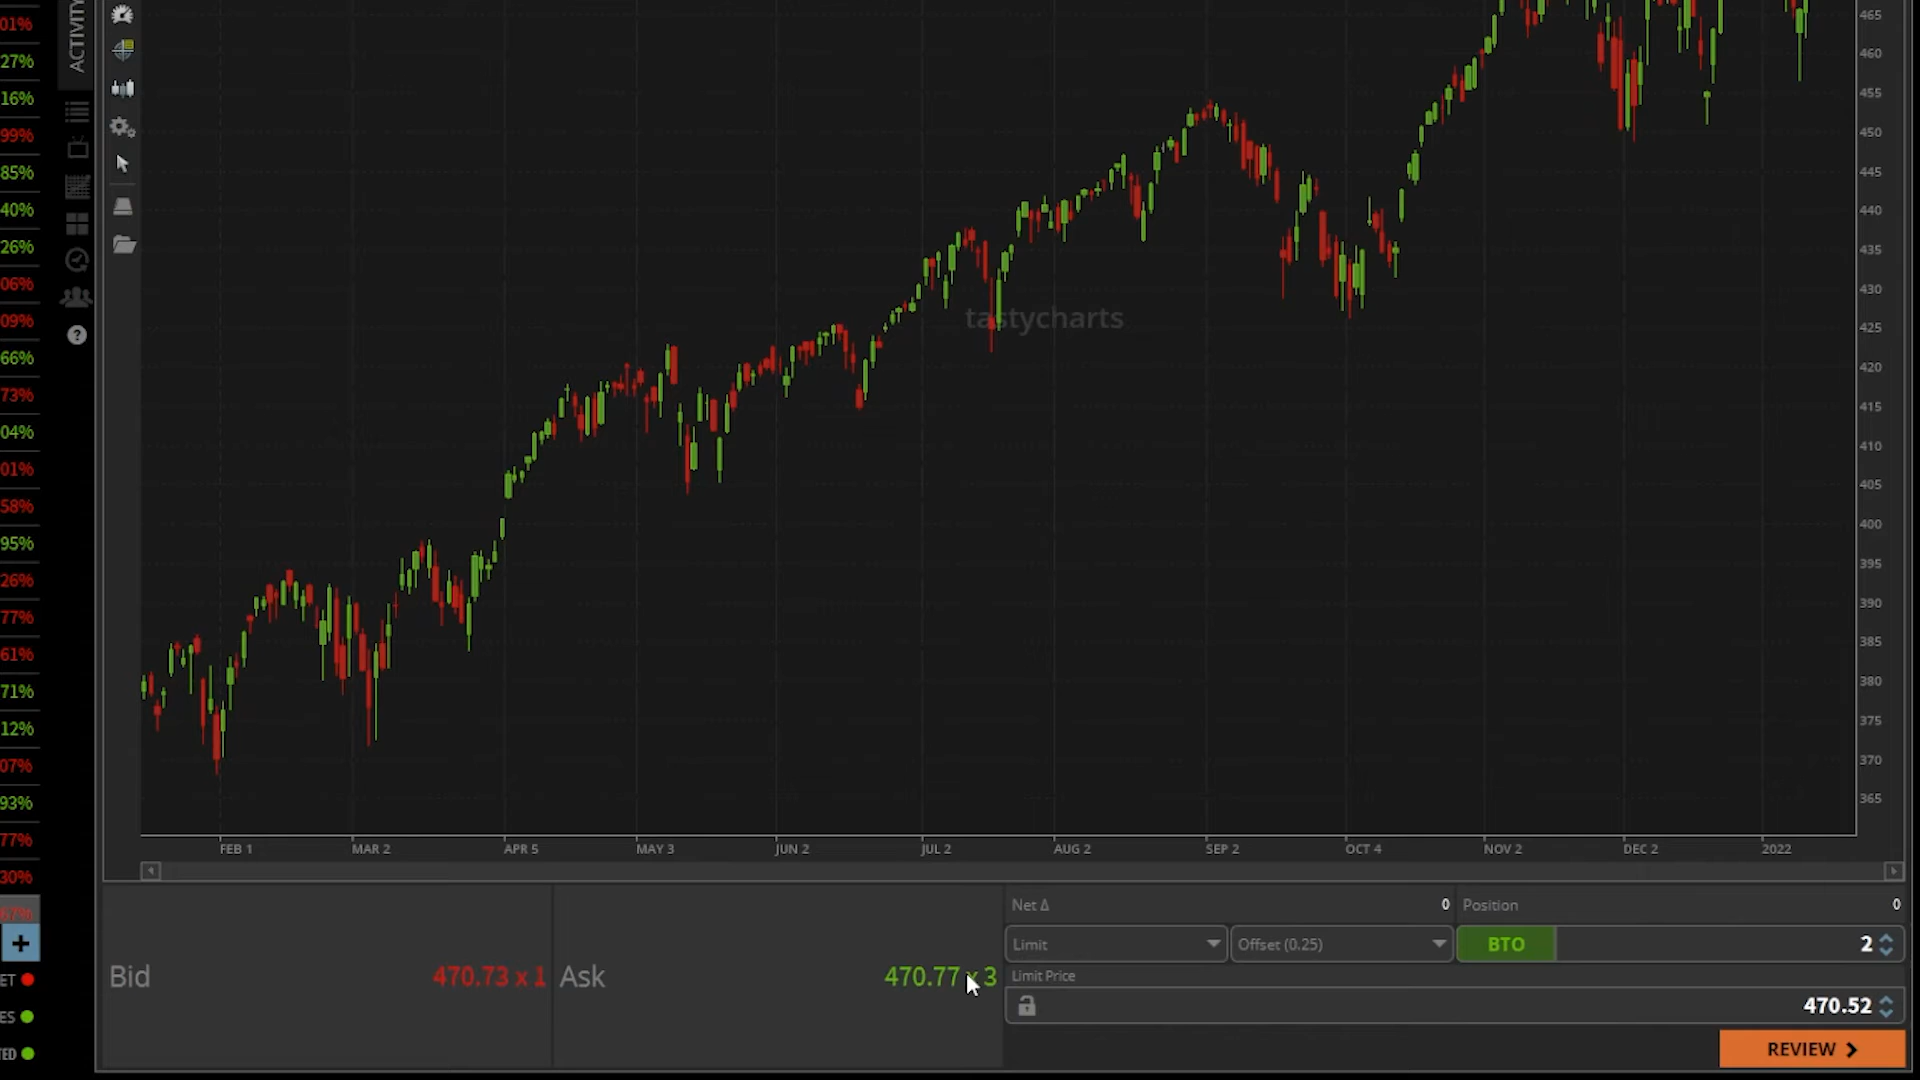 01%
27%
16%
99%
85%
40%
26%
06%
09%
66%
73%
04%
01%
58%
95%
26%
77%
61%
71%
12%
07%
93%
77%
30%
67%
+
ET
ES
TED
ACTIVITY
?
tastycharts
465
460
455
450
445
440
435
430
425
420
415
410
405
400
395
390
385
380
375
370
365
FEB 1
MAR 2
APR 5
MAY 3
JUN 2
JUL 2
AUG 2
SEP 2
OCT 4
NOV 2
DEC 2
2022
Bid 470.73 x 1
Ask 470.77 x 3
Net Δ 0
Position 0
Limit
Offset (0.25)
BTO 2
Limit Price
470.52
REVIEW